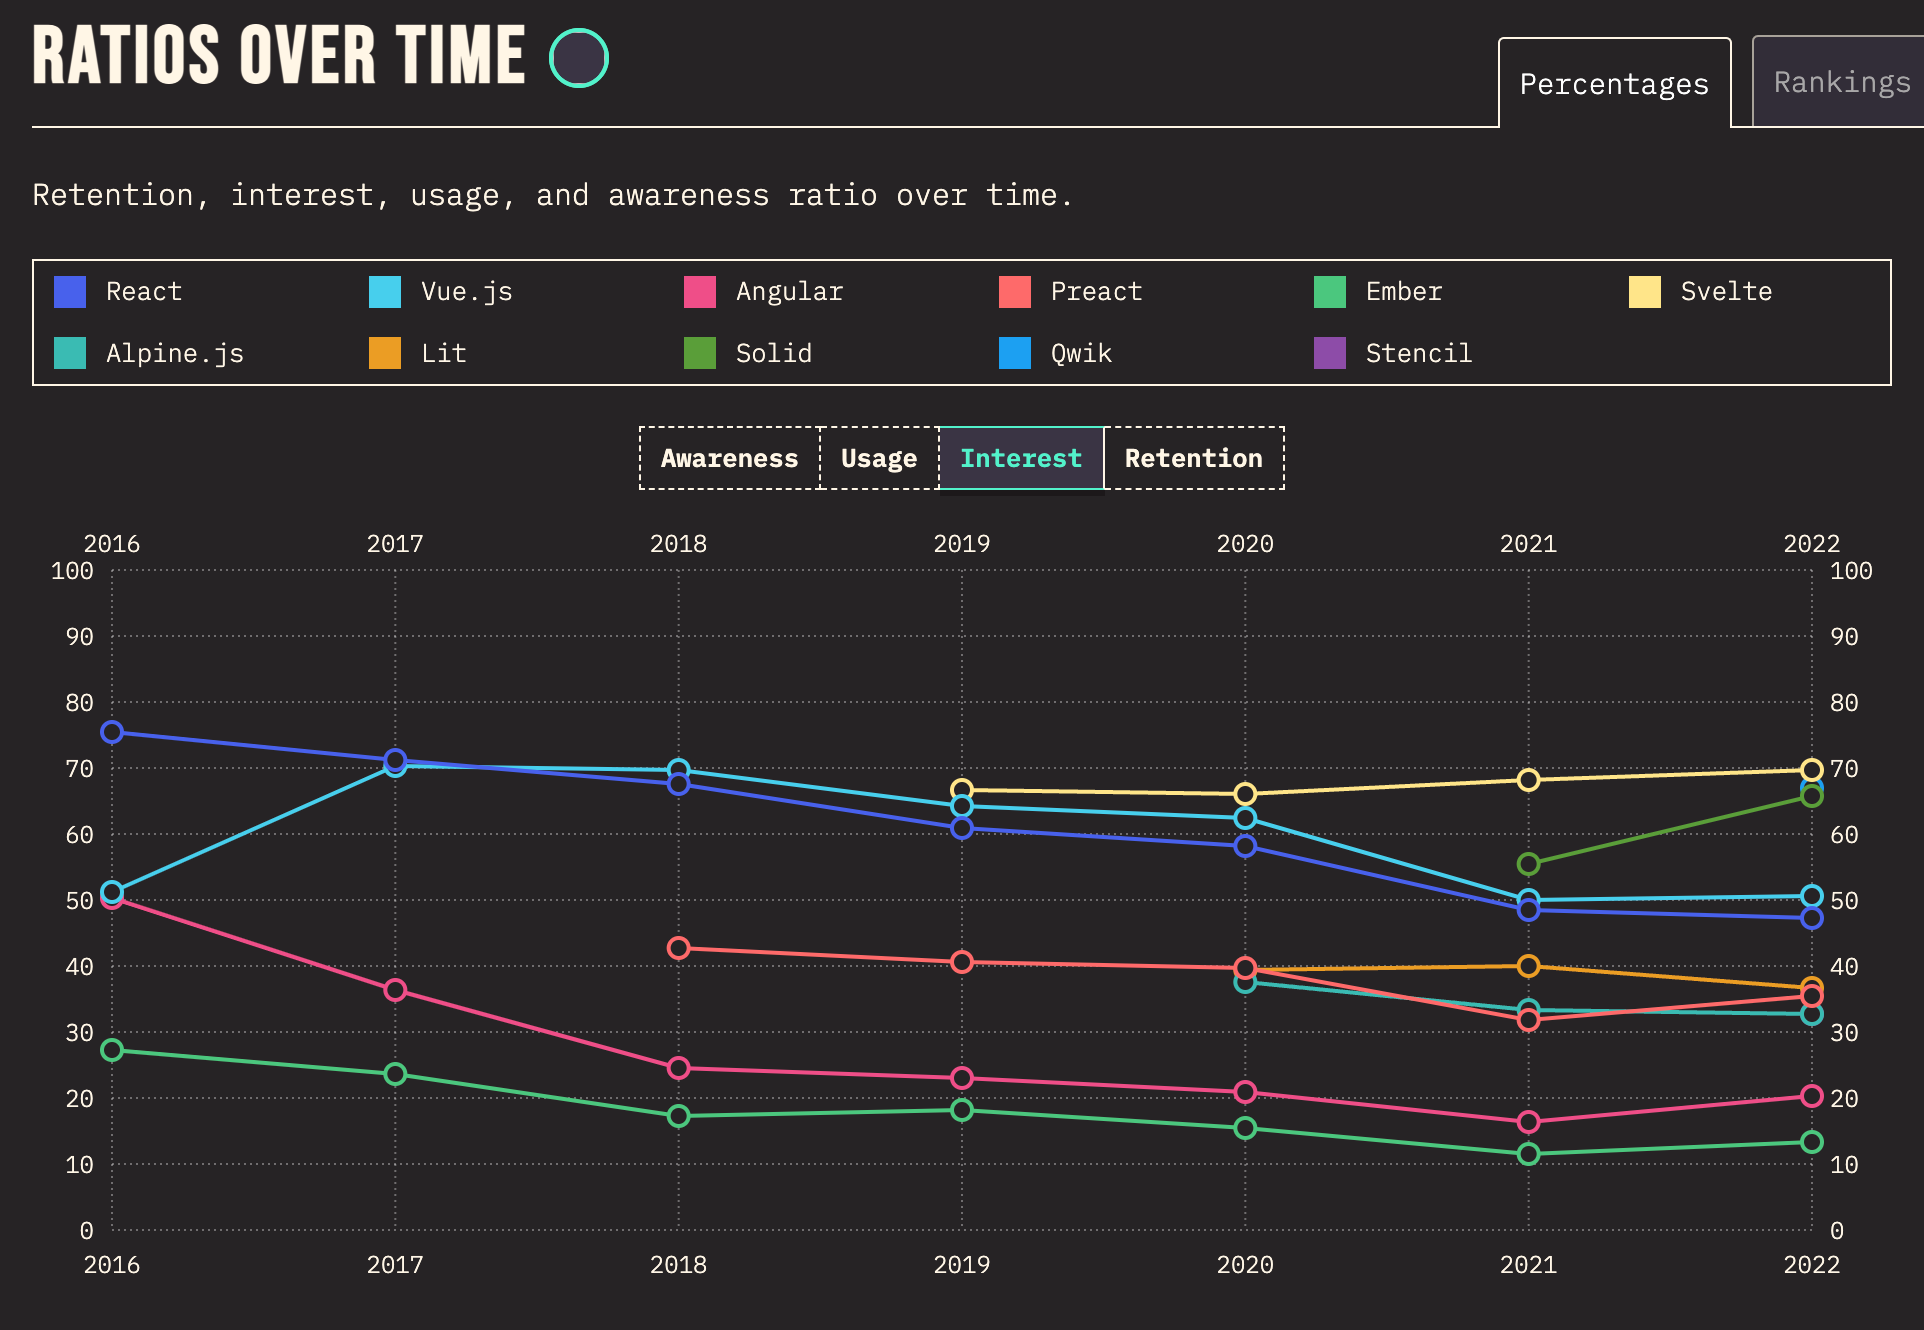 RATIOS OVER TIME
Percentages
Rankings
Retention, interest, usage, and awareness ratio over time.
React Vue.js Angular Preact Ember Svelte
Alpine.js Lit Solid Qwik Stencil
Awareness Usage Interest Retention
2016 2017 2018 2019 2020 2021 2022
100 100
90 90
80 80
70 70
60 60
50 50
40 40
30 30
20 20
10 10
0 0
2016 2017 2018 2019 2020 2021 2022